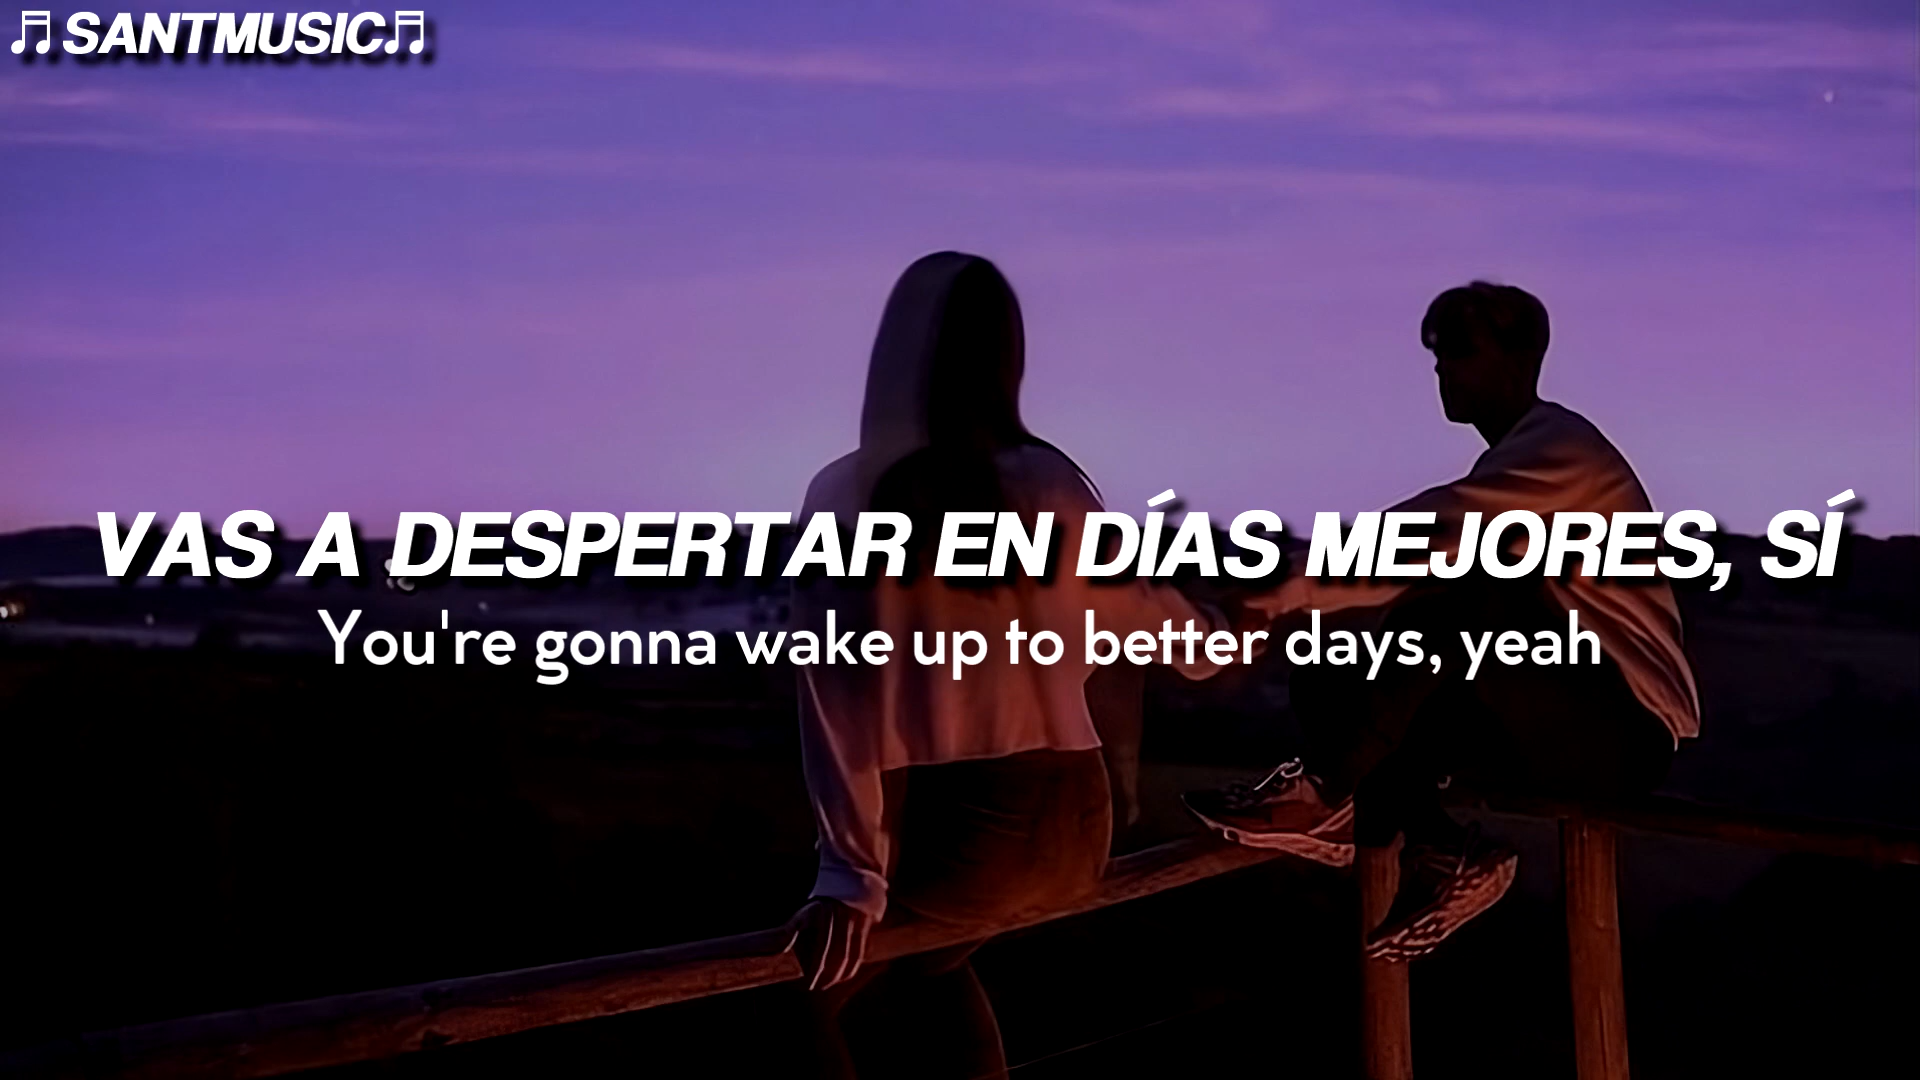 ♫SANTMUSIC♫
VAS A DESPERTAR EN DÍAS MEJORES, SÍ
You're gonna wake up to better days, yeah